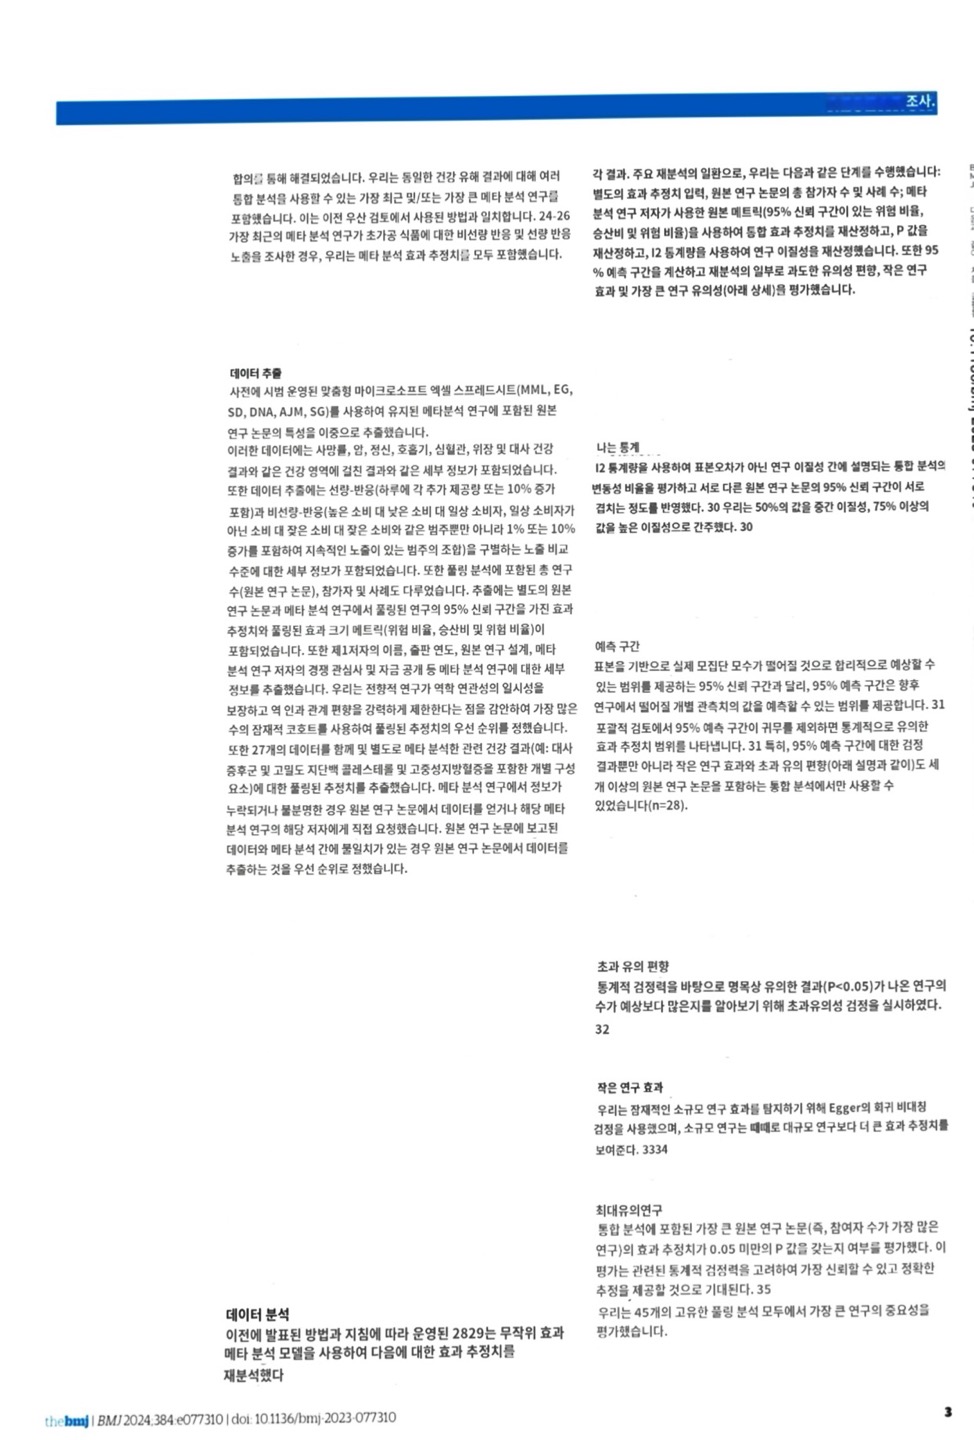 조사.
합의를 통해 해결되었습니다. 우리는 동일한 건강 유해 결과에 대해 여러
통합 분석을 사용할 수 있는 가장 최근 및/또는 가장 큰 메타 분석 연구를
포함했습니다. 이는 이전 우산 검토에서 사용된 방법과 일치합니다. 24-26
가장 최근의 메타 분석 연구가 초가공 식품에 대한 비선량 반응 및 선량 반응
노출을 조사한 경우, 우리는 메타 분석 효과 추정치를 모두 포함했습니다.
데이터 추출
사전에 시범 운영된 맞춤형 마이크로소프트 엑셀 스프레드시트(MML, EG,
SD, DNA, AJM, SG)를 사용하여 유지된 메타분석 연구에 포함된 원본
연구 논문의 특성을 이중으로 추출했습니다.
이러한 데이터에는 사망률, 암, 정신, 호흡기, 심혈관, 위장 및 대사 건강
결과와 같은 건강 영역에 걸친 결과와 같은 세부 정보가 포함되었습니다.
또한 데이터 추출에는 선량-반응(하루에 각 추가 제공량 또는 10% 증가
포함)과 비선량-반응(높은 소비 대 낮은 소비 대 일상 소비자, 일상 소비자가
아닌 소비 대 잦은 소비 대 잦은 소비와 같은 범주뿐만 아니라 1% 또는 10%
증가를 포함하여 지속적인 노출이 있는 범주의 조합)을 구별하는 노출 비교
수준에 대한 세부 정보가 포함되었습니다. 또한 풀링 분석에 포함된 총 연구
수(원본 연구 논문), 참가자 및 사례도 다루었습니다. 추출에는 별도의 원본
연구 논문과 메타 분석 연구에서 풀링된 연구의 95% 신뢰 구간을 가진 효과
추정치와 풀링된 효과 크기 메트릭(위험 비율, 승산비 및 위험 비율)이
포함되었습니다. 또한 제1저자의 이름, 출판 연도, 원본 연구 설계, 메타
분석 연구 저자의 경쟁 관심사 및 자금 공개 등 메타 분석 연구에 대한 세부
정보를 추출했습니다. 우리는 전향적 연구가 역학 연관성의 일시성을
보장하고 역 인과 관계 편향을 강력하게 제한한다는 점을 감안하여 가장 많은
수의 잠재적 코호트를 사용하여 풀링된 추정치의 우선 순위를 정했습니다.
또한 27개의 데이터를 함께 및 별도로 메타 분석한 관련 건강 결과(예: 대사
증후군 및 고밀도 지단백 콜레스테롤 및 고중성지방혈증을 포함한 개별 구성
요소)에 대한 풀링된 추정치를 추출했습니다. 메타 분석 연구에서 정보가
누락되거나 불분명한 경우 원본 연구 논문에서 데이터를 얻거나 해당 메타
분석 연구의 해당 저자에게 직접 요청했습니다. 원본 연구 논문에 보고된
데이터와 메타 분석 간에 불일치가 있는 경우 원본 연구 논문에서 데이터를
추출하는 것을 우선 순위로 정했습니다.
데이터 분석
이전에 발표된 방법과 지침에 따라 운영된 2829는 무작위 효과
메타 분석 모델을 사용하여 다음에 대한 효과 추정치를
재분석했다
각 결과. 주요 재분석의 일환으로, 우리는 다음과 같은 단계를 수행했습니다:
별도의 효과 추정치 입력, 원본 연구 논문의 총 참가자 수 및 사례 수; 메타
분석 연구 저자가 사용한 원본 메트릭(95% 신뢰 구간이 있는 위험 비율,
승산비 및 위험 비율)을 사용하여 통합 효과 추정치를 재산정하고, P 값을
재산정하고, I2 통계량을 사용하여 연구 이질성을 재산정했습니다. 또한 95
% 예측 구간을 계산하고 재분석의 일부로 과도한 유의성 편향, 작은 연구
효과 및 가장 큰 연구 유의성(아래 상세)을 평가했습니다.
나는 통계
I2 통계량을 사용하여 표본오차가 아닌 연구 이질성 간에 설명되는 통합 분석의
변동성 비율을 평가하고 서로 다른 원본 연구 논문의 95% 신뢰 구간이 서로
겹치는 정도를 반영했다. 30 우리는 50%의 값을 중간 이질성, 75% 이상의
값을 높은 이질성으로 간주했다. 30
예측 구간
표본을 기반으로 실제 모집단 모수가 떨어질 것으로 합리적으로 예상할 수
있는 범위를 제공하는 95% 신뢰 구간과 달리, 95% 예측 구간은 향후
연구에서 떨어질 개별 관측치의 값을 예측할 수 있는 범위를 제공합니다. 31
포괄적 검토에서 95% 예측 구간이 귀무를 제외하면 통계적으로 유의한
효과 추정치 범위를 나타냅니다. 31 특히, 95% 예측 구간에 대한 검정
결과뿐만 아니라 작은 연구 효과와 초과 유의 편향(아래 설명과 같이)도 세
개 이상의 원본 연구 논문을 포함하는 통합 분석에서만 사용할 수
있었습니다(n=28).
초과 유의 편향
통계적 검정력을 바탕으로 명목상 유의한 결과(P<0.05)가 나온 연구의
수가 예상보다 많은지를 알아보기 위해 초과유의성 검정을 실시하였다.
32
작은 연구 효과
우리는 잠재적인 소규모 연구 효과를 탐지하기 위해 Egger의 회귀 비대칭
검정을 사용했으며, 소규모 연구는 때때로 대규모 연구보다 더 큰 효과 추정치를
보여준다. 3334
최대유의연구
통합 분석에 포함된 가장 큰 원본 연구 논문(즉, 참여자 수가 가장 많은
연구)의 효과 추정치가 0.05 미만의 P 값을 갖는지 여부를 평가했다. 이
평가는 관련된 통계적 검정력을 고려하여 가장 신뢰할 수 있고 정확한
추정을 제공할 것으로 기대된다. 35
우리는 45개의 고유한 풀링 분석 모두에서 가장 큰 연구의 중요성을
평가했습니다.
thebmj | BMJ 2024;384:e077310 | doi: 10.1136/bmj-2023-077310
3